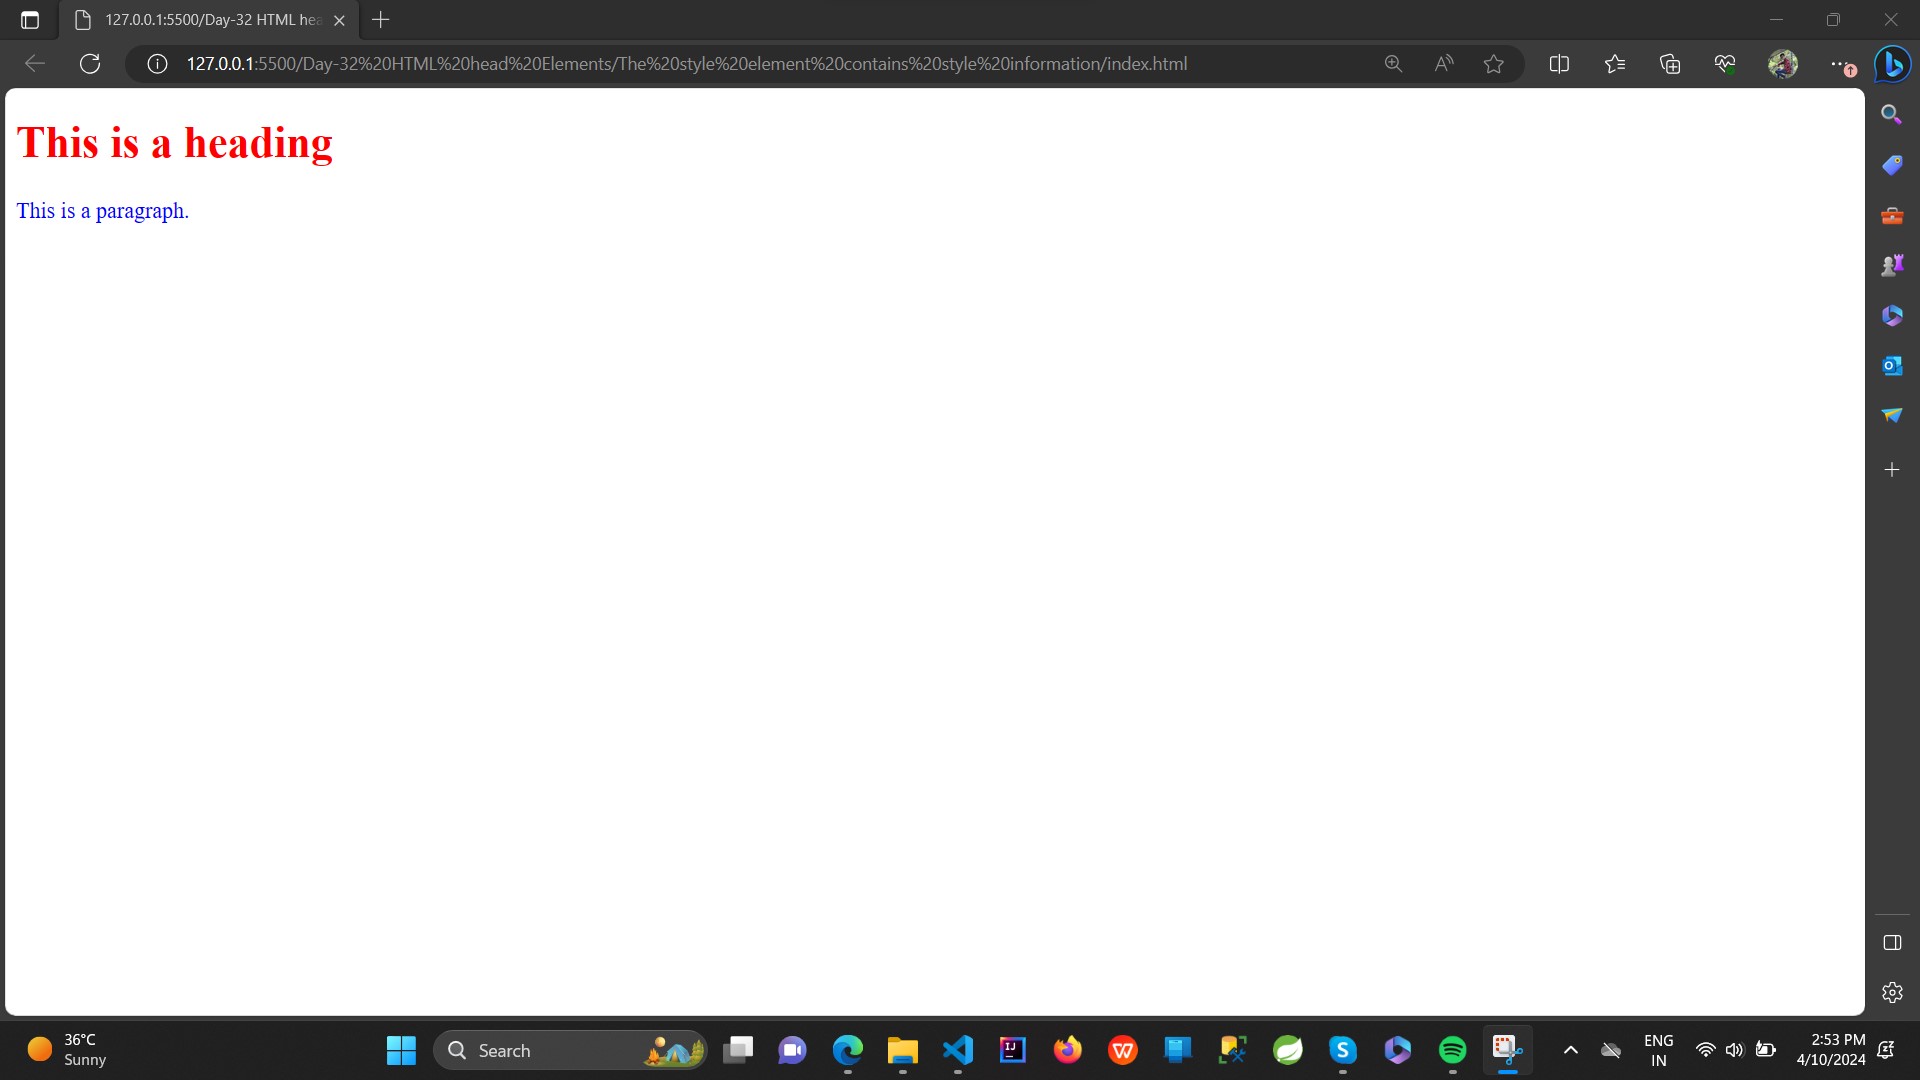 127.0.0.1:5500/Day-32 HTML hea
127.0.0.1:5500/Day-32%20HTML%20head%20Elements/The%20style%20element%20contains%20style%20information/index.html
This is a heading
This is a paragraph.
36°C
Sunny
Search
ENG
IN
2:53 PM
4/10/2024